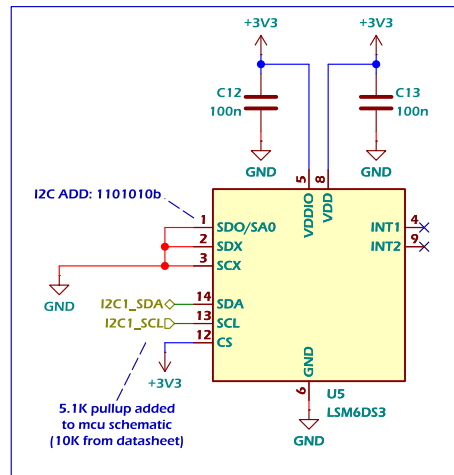 +3V3
+3V3
C12
100n
C13
100n
GND
GND
I2C ADD: 1101010b
5
8
VDDIO
VDD
1
SDO/SA0
2
SDX
3
SCX
4
INT1
9
INT2
GND
I2C1_SDA
14
SDA
I2C1_SCL
13
SCL
12
CS
+3V3
GND
6
U5
LSM6DS3
GND
5.1K pullup added
to mcu schematic
(10K from datasheet)